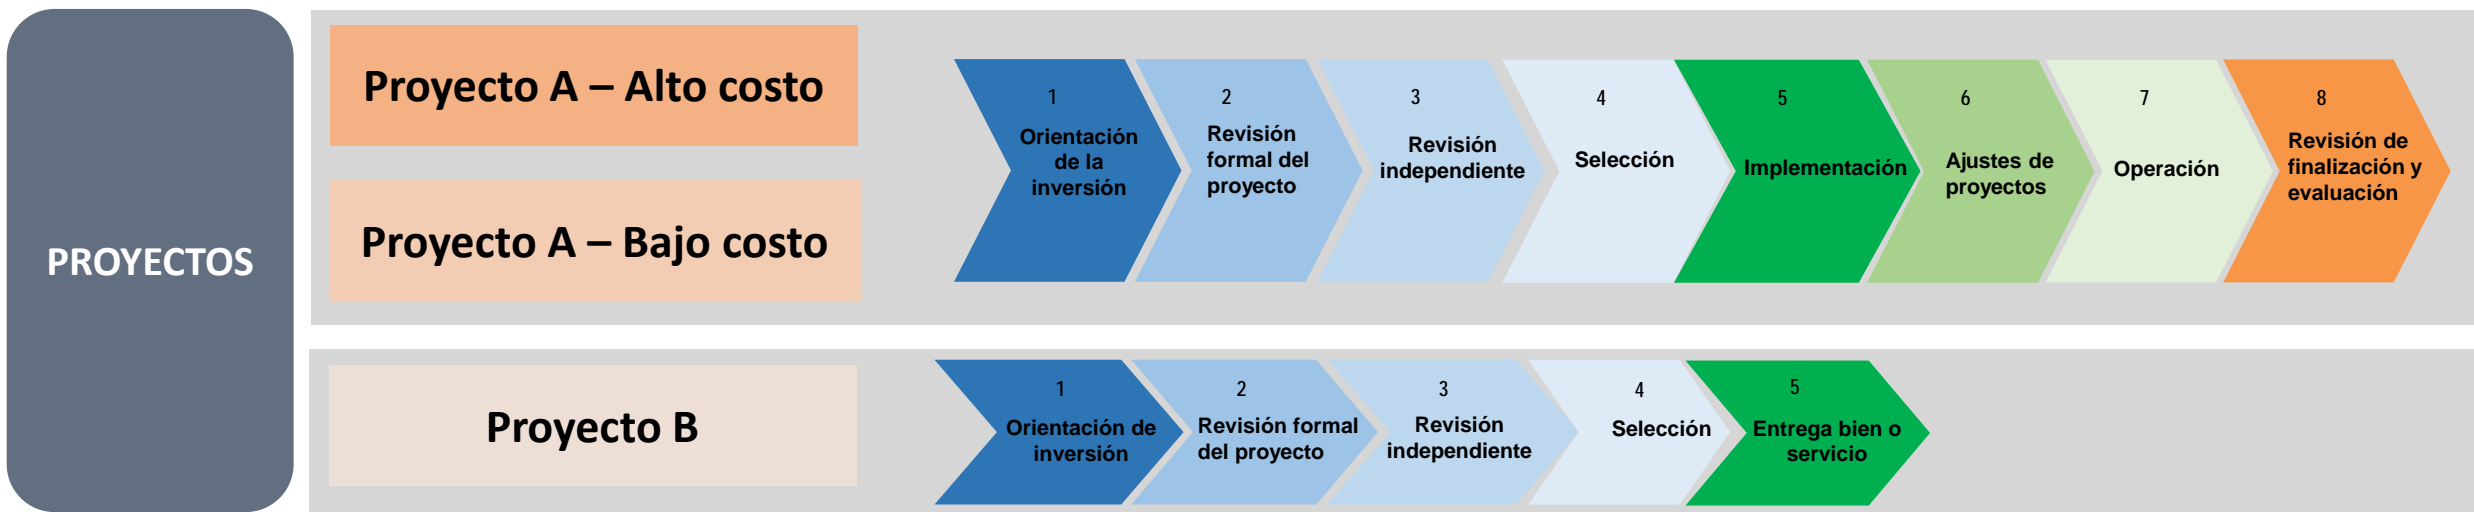 PROYECTOS
Proyecto A – Alto costo
Proyecto A – Bajo costo
1
Orientación
de la
inversión
2
Revisión
formal del
proyecto
3
Revisión
independiente
4
Selección
5
Implementación
6
Ajustes de
proyectos
7
Operación
8
Revisión de
finalización y
evaluación
Proyecto B
1
Orientación de
inversión
2
Revisión formal
del proyecto
3
Revisión
independiente
4
Selección
5
Entrega bien o
servicio